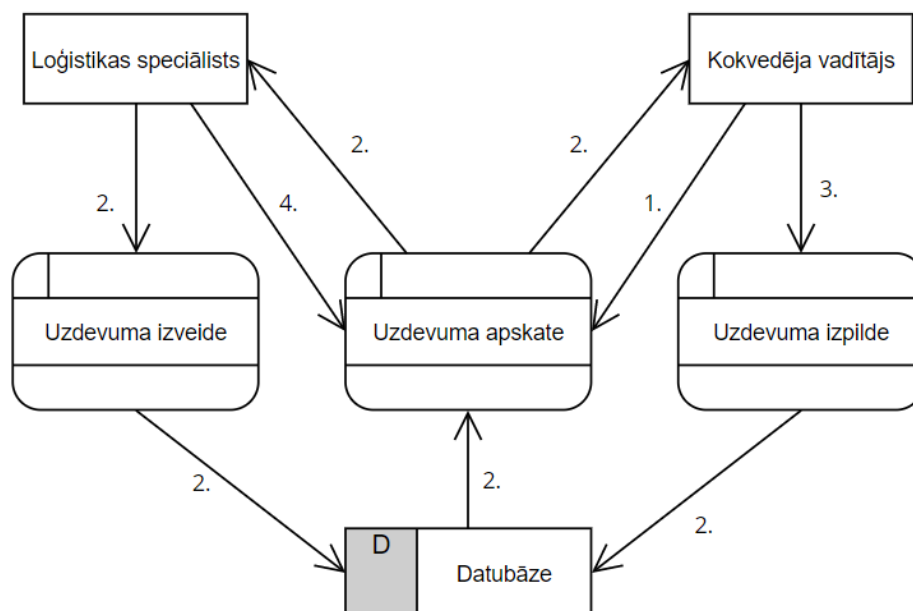 Loģistikas speciālists
Kokvedēja vadītājs
2.
2.
2.
4.
1.
3.
Uzdevuma izveide
Uzdevuma apskate
Uzdevuma izpilde
2.
2.
2.
D
Datubāze